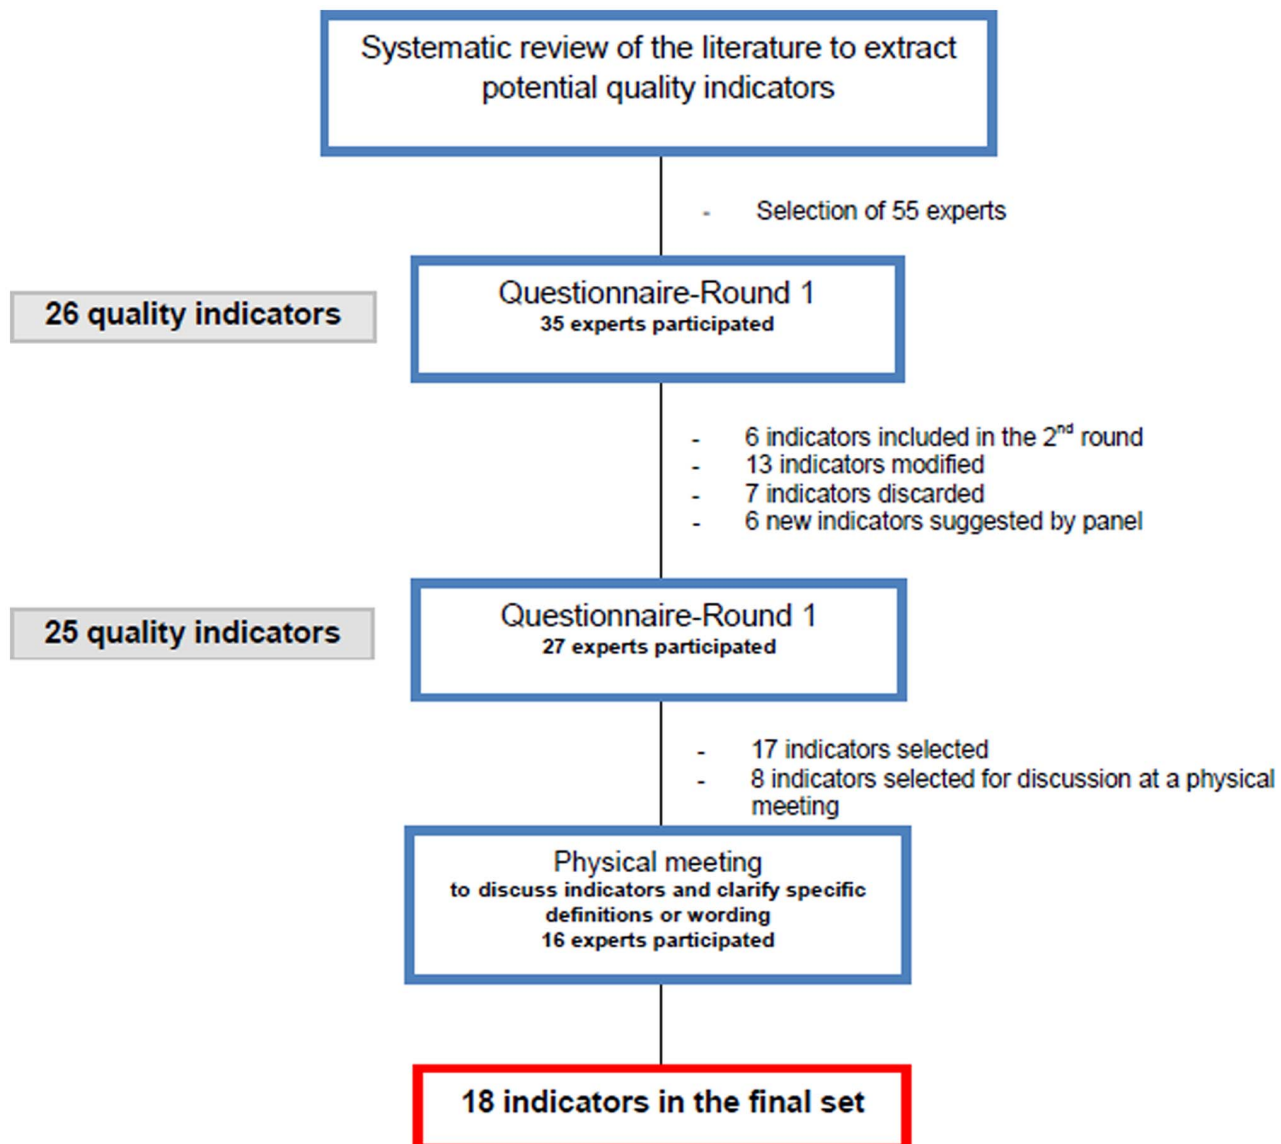 Systematic review of the literature to extract
potential quality indicators
- Selection of 55 experts
26 quality indicators
Questionnaire-Round 1
35 experts participated
- 6 indicators included in the 2nd round
- 13 indicators modified
- 7 indicators discarded
- 6 new indicators suggested by panel
25 quality indicators
Questionnaire-Round 1
27 experts participated
- 17 indicators selected
- 8 indicators selected for discussion at a physical
meeting
Physical meeting
to discuss indicators and clarify specific
definitions or wording
16 experts participated
18 indicators in the final set